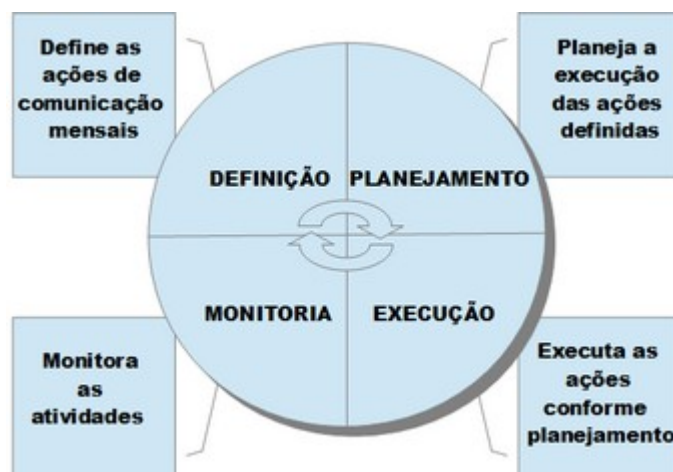 Define as
ações de
comunicação
mensais
Planeja a
execução
das ações
definidas
DEFINIÇÃO
PLANEJAMENTO
MONITORIA
EXECUÇÃO
Monitora
as
atividades
Executa as
ações
conforme
planejamento